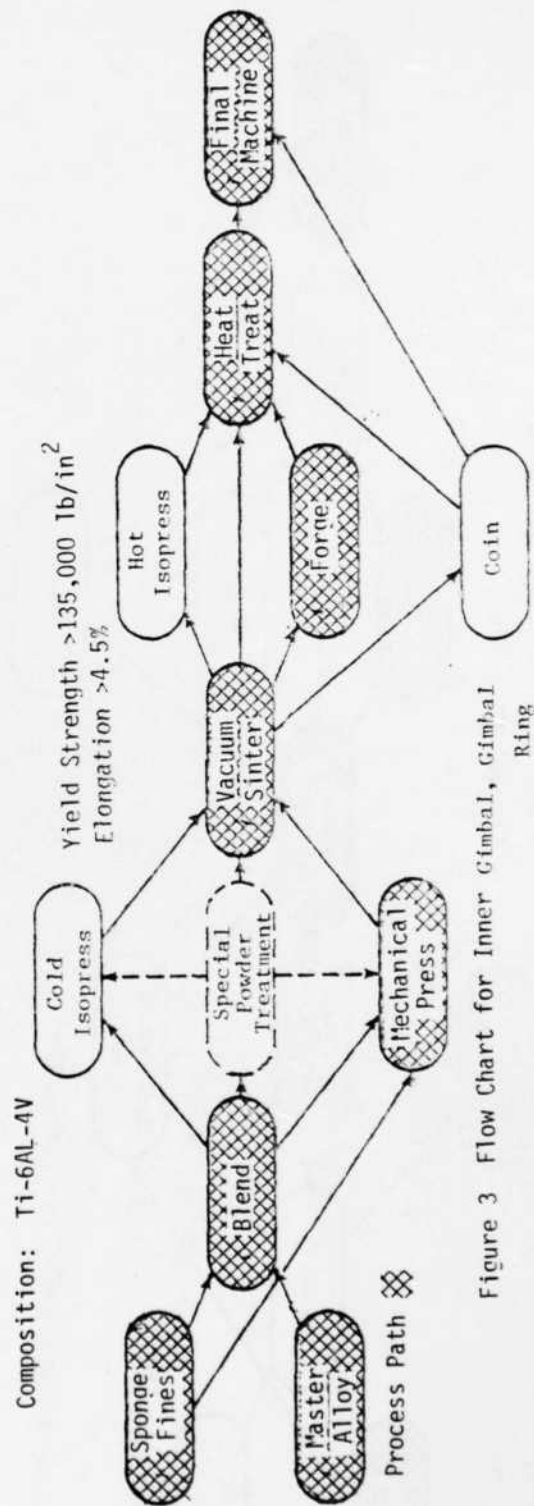 Composition: Ti-6AL-4V
Yield Strength >135,000 lb/in²
Elongation >4.5%
Sponge
Fines
Master
Alloy
Blend
Cold
Isopress
Special
Powder
Treatment
Mechanical
Press
Vacuum
Sinter
Hot
Isopress
Forge
Coin
Heat
Treat
Final
Machine
Process Path
Figure 3 Flow Chart for Inner Gimbal, Gimbal
Ring